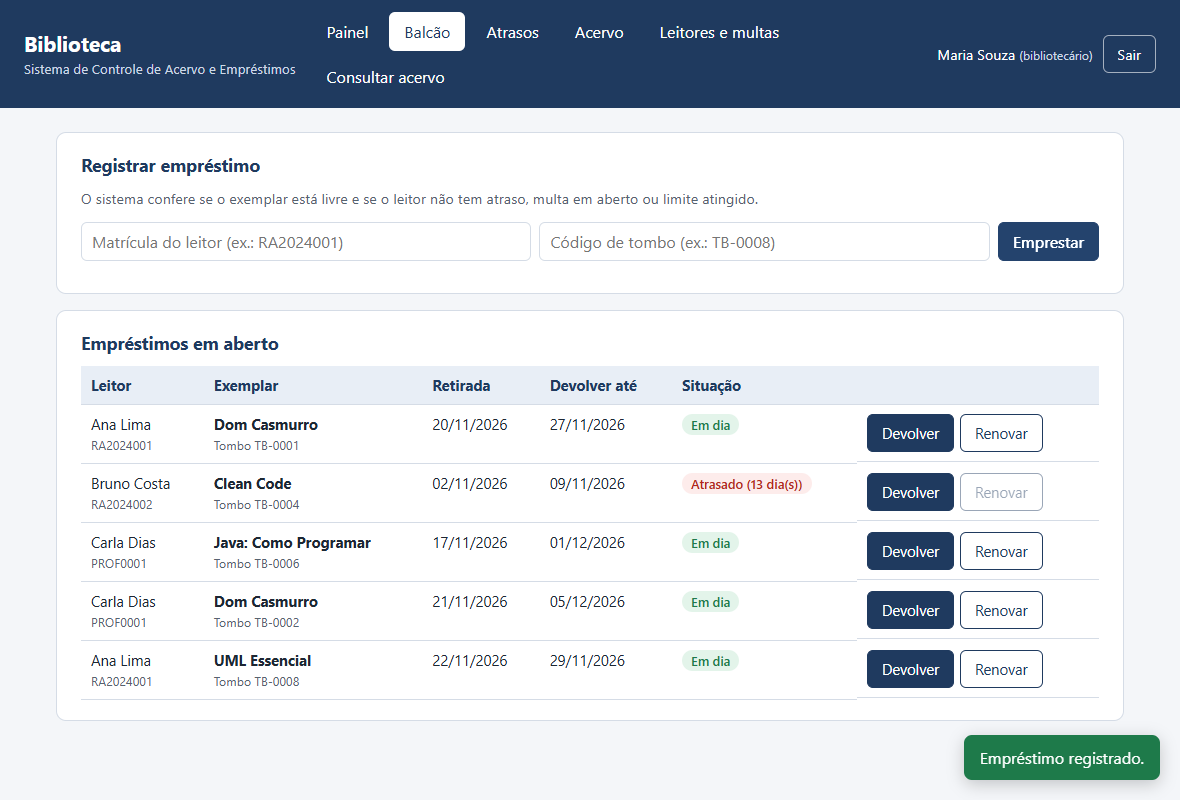 Biblioteca
Sistema de Controle de Acervo e Empréstimos
Painel Balcão Atrasos Acervo Leitores e multas
Consultar acervo
Maria Souza (bibliotecário) Sair
Registrar empréstimo
O sistema confere se o exemplar está livre e se o leitor não tem atraso, multa em aberto ou limite atingido.
Matrícula do leitor (ex.: RA2024001) Código de tombo (ex.: TB-0008) Emprestar
Empréstimos em aberto
Leitor Exemplar Retirada Devolver até Situação
Ana Lima Dom Casmurro 20/11/2026 27/11/2026 Em dia Devolver Renovar
RA2024001 Tombo TB-0001
Bruno Costa Clean Code 02/11/2026 09/11/2026 Atrasado (13 dia(s)) Devolver Renovar
RA2024002 Tombo TB-0004
Carla Dias Java: Como Programar 17/11/2026 01/12/2026 Em dia Devolver Renovar
PROF0001 Tombo TB-0006
Carla Dias Dom Casmurro 21/11/2026 05/12/2026 Em dia Devolver Renovar
PROF0001 Tombo TB-0002
Ana Lima UML Essencial 22/11/2026 29/11/2026 Em dia Devolver Renovar
RA2024001 Tombo TB-0008
Empréstimo registrado.